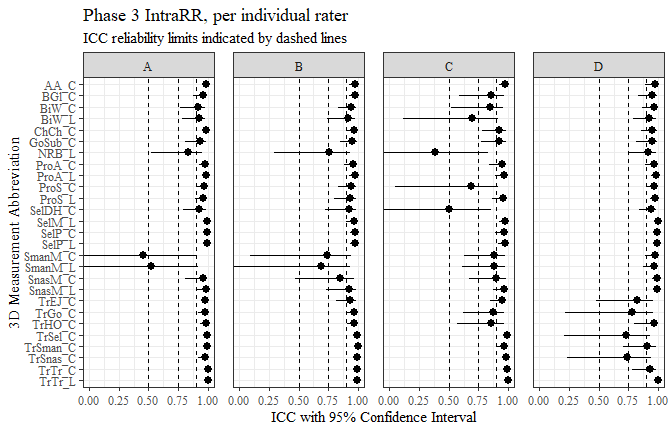 Phase 3 IntraRR, per individual rater
ICC reliability limits indicated by dashed lines
A B C D
3D Measurement Abbreviation
AA_C
BGl_C
BiW_C
BiW_L
ChCh_C
GoSub_C
NRB_L
ProA_C
ProA_L
ProS_C
ProS_L
SelDH_C
SelM_L
SelP_C
SelP_L
SmanM_C
SmanM_L
SnasM_C
SnasM_L
TrEJ_C
TrGo_C
TrHO_C
TrSel_C
TrSman_C
TrSnas_C
TrTr_C
TrTr_L
0.00 0.25 0.50 0.75 1.00 0.00 0.25 0.50 0.75 1.00 0.00 0.25 0.50 0.75 1.00 0.00 0.25 0.50 0.75 1.00
ICC with 95% Confidence Interval